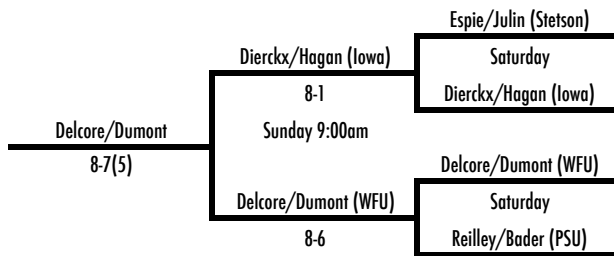 Espie/Julin (Stetson)
Dierckx/Hagan (Iowa)
Saturday
8-1
Dierckx/Hagan (Iowa)
Delcore/Dumont
Sunday 9:00am
8-7(5)
Delcore/Dumont (WFU)
Delcore/Dumont (WFU)
Saturday
8-6
Reilley/Bader (PSU)